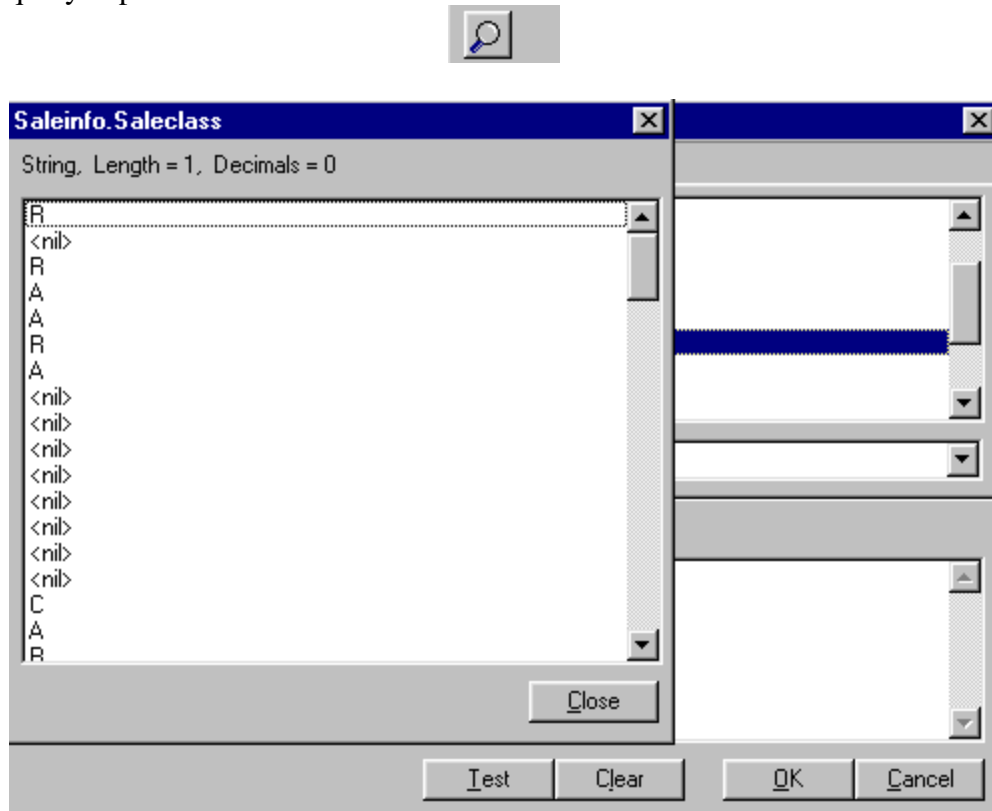 Saleinfo.Saleclass
String, Length = 1, Decimals = 0
R
<nil>
R
A
A
R
A
<nil>
<nil>
<nil>
<nil>
<nil>
<nil>
<nil>
<nil>
C
A
Close
Test Clear OK Cancel